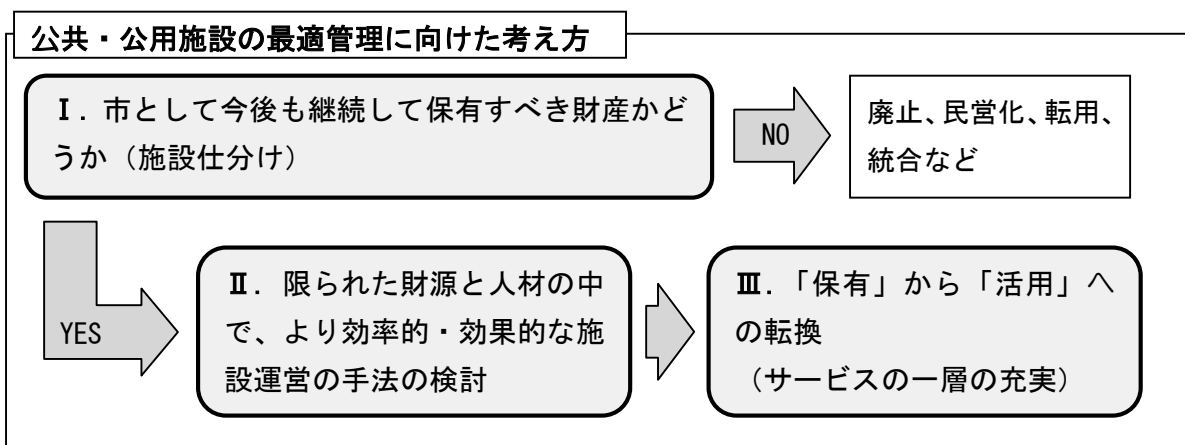 公共・公用施設の最適管理に向けた考え方
Ⅰ．市として今後も継続して保有すべき財産かど
うか（施設仕分け）
NO
廃止、民営化、転用、
統合など
YES
Ⅱ．限られた財源と人材の中
で、より効率的・効果的な施
設運営の手法の検討
Ⅲ．「保有」から「活用」へ
の転換
（サービスの一層の充実）